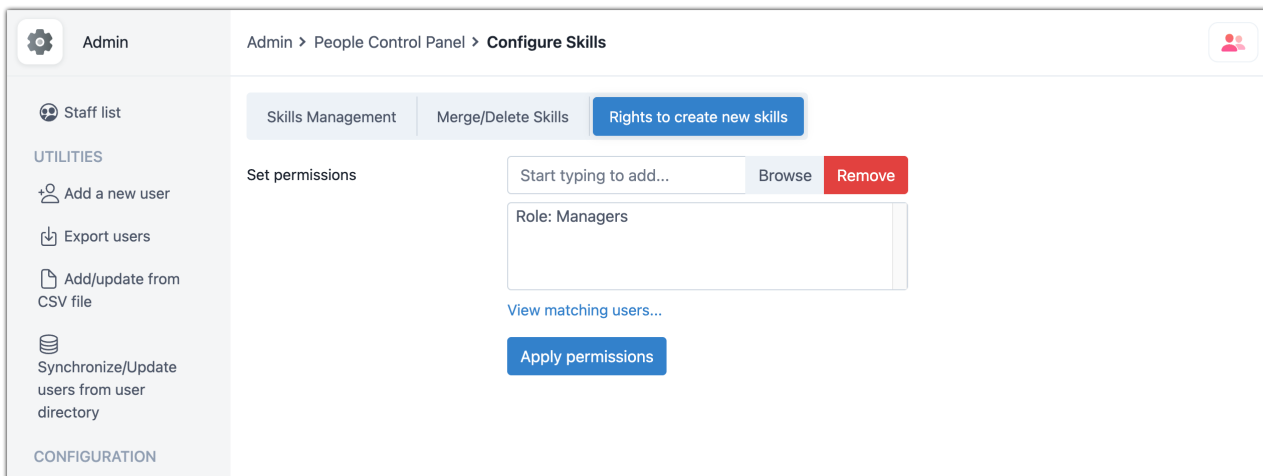 Admin
Admin > People Control Panel > Configure Skills
Staff list
UTILITIES
Add a new user
Export users
Add/update from
CSV file
Synchronize/Update
users from user
directory
CONFIGURATION
Skills Management
Merge/Delete Skills
Rights to create new skills
Set permissions
Start typing to add...
Browse
Remove
Role: Managers
View matching users...
Apply permissions